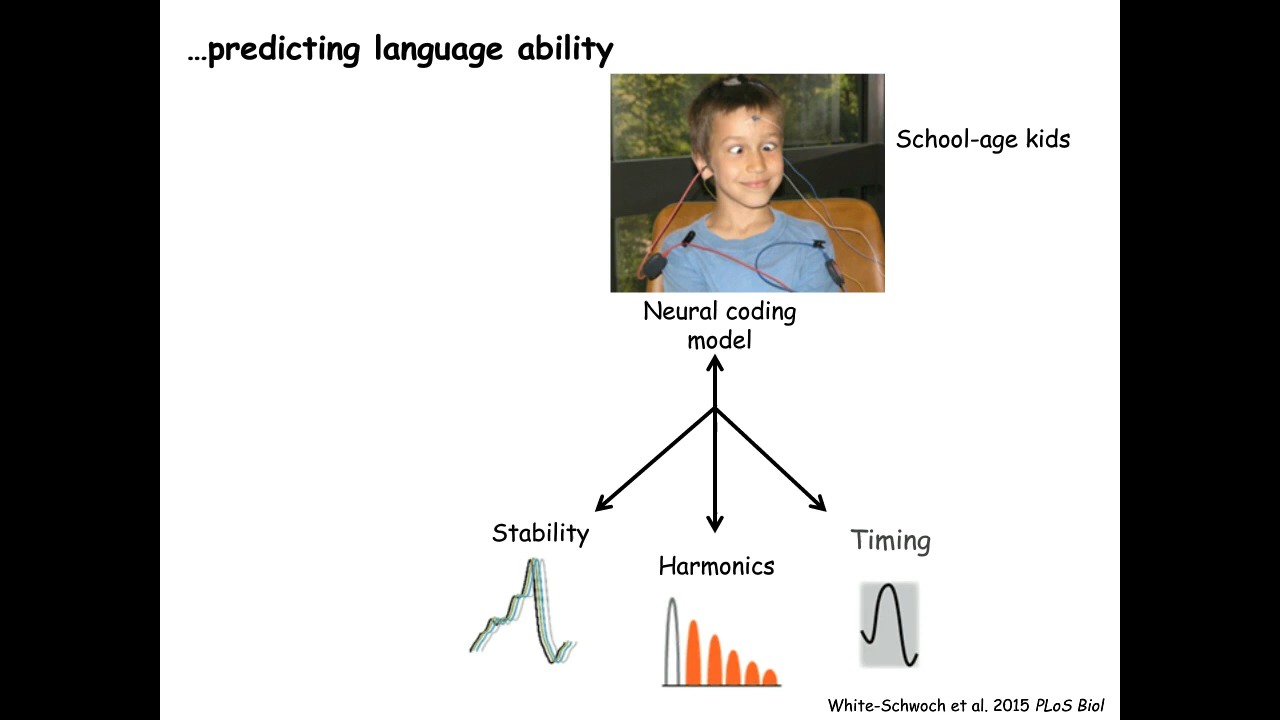 …predicting language ability
School-age kids
Neural coding
model
Stability
Harmonics
Timing
White-Schwoch et al. 2015 PLoS Biol